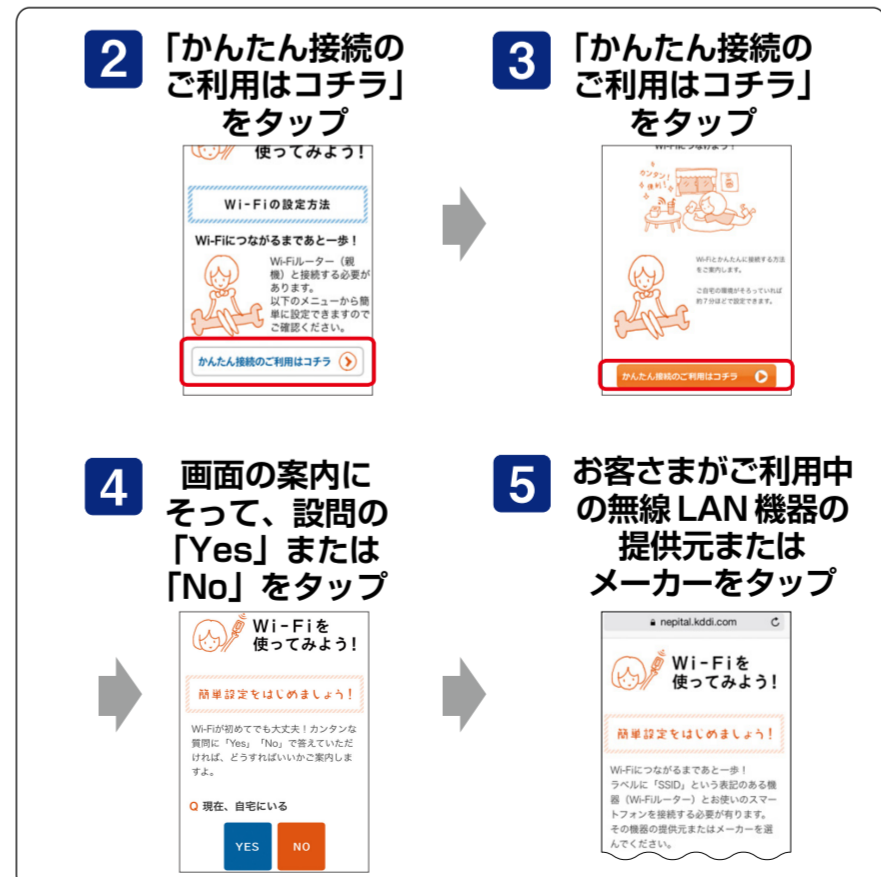 2
「かんたん接続の
ご利用はコチラ」
をタップ
使ってみよう!
Wi-Fiの設定方法
Wi-Fiにつながるまであと一歩！
Wi-Fiルーター（親
機）と接続する必要が
あります。
以下のメニューから簡
単に設定できますので
ご確認ください。
かんたん接続のご利用はコチラ
3
「かんたん接続の
ご利用はコチラ」
をタップ
Wi-Fiにつなげよう！
カンタン!
便利!
Wi-Fiとかんたんに接続する方法
をご案内します。
ご自宅の環境がそろっていれば
約7分ほどで設定できます。
かんたん接続のご利用はコチラ
4
画面の案内に
そって、設問の
「Yes」または
「No」をタップ
Wi-Fiを
使ってみよう!
簡単設定をはじめましょう!
Wi-Fiが初めてでも大丈夫！カンタンな
質問に「Yes」「No」で答えていただ
ければ、どうすればいいかご案内しま
すよ。
Q 現在、自宅にいる
YES
NO
5
お客さまがご利用中
の無線LAN機器の
提供元または
メーカーをタップ
nepital.kddi.com
Wi-Fiを
使ってみよう!
簡単設定をはじめましょう!
Wi-Fiにつながるまであと一歩！
ラベルに「SSID」という表記のある機
器（Wi-Fiルーター）とお使いのスマー
トフォンを接続する必要が有ります。
その機器の提供元またはメーカーを選
んでください。